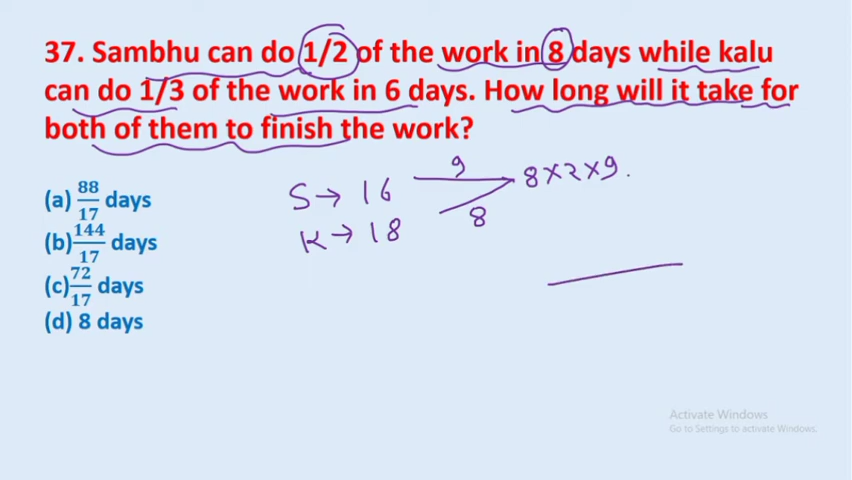 37. Sambhu can do 1/2 of the work in 8 days while kalu
can do 1/3 of the work in 6 days. How long will it take for
both of them to finish the work?
(a) 88/17 days
(b) 144/17 days
(c) 72/17 days
(d) 8 days
S → 16
9
8×2×9.
K → 18
8
Activate Windows
Go to Settings to activate Windows.